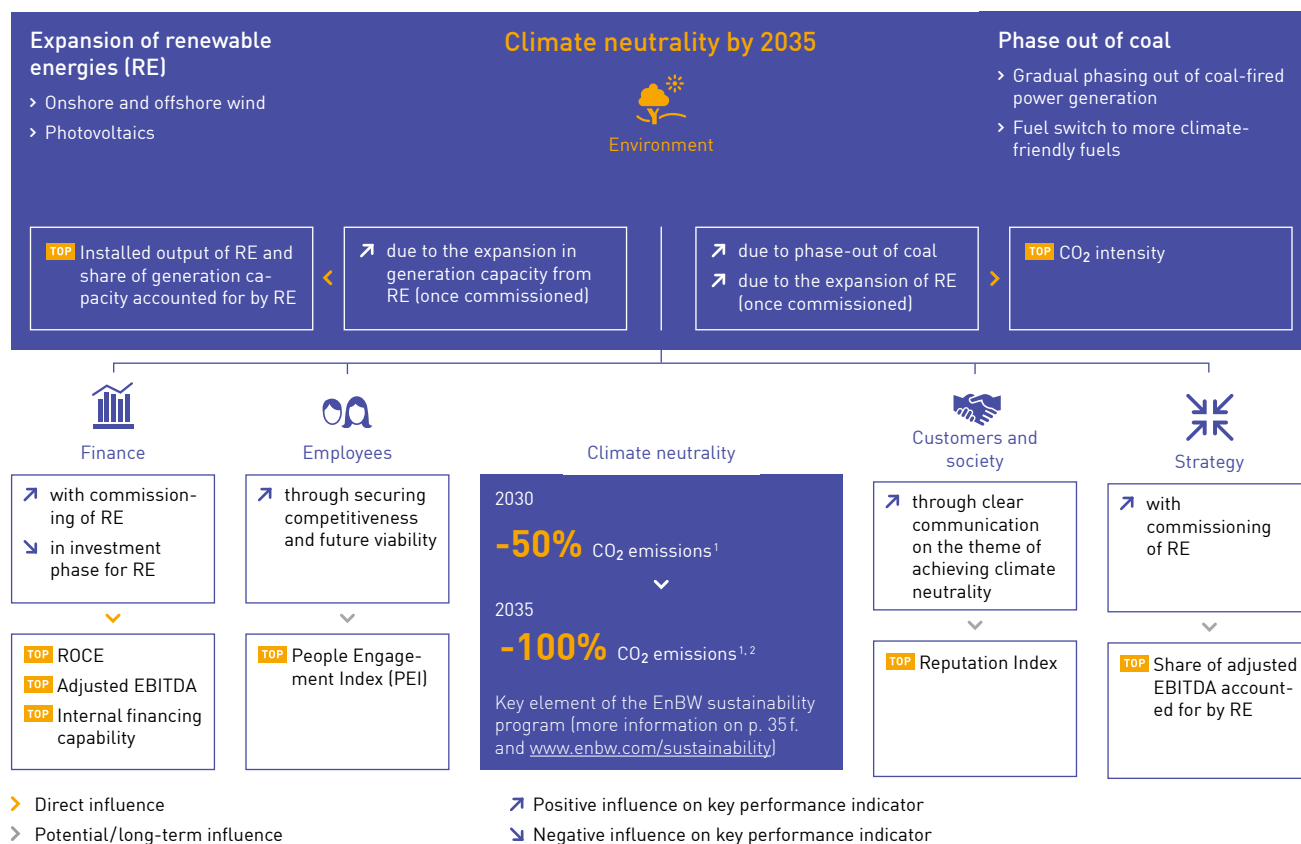 Expansion of renewable
energies (RE)
› Onshore and offshore wind
› Photovoltaics
Climate neutrality by 2035
Environment
Phase out of coal
› Gradual phasing out of coal-fired
power generation
› Fuel switch to more climate-
friendly fuels
TOP Installed output of RE and
share of generation ca-
pacity accounted for by RE
↗ due to the expansion in
generation capacity from
RE (once commissioned)
↗ due to phase-out of coal
↗ due to the expansion of RE
(once commissioned)
TOP CO₂ intensity
Finance
↗ with commission-
ing of RE
↘ in investment
phase for RE
TOP ROCE
TOP Adjusted EBITDA
TOP Internal financing
capability
Employees
↗ through securing
competitiveness
and future viability
TOP People Engage-
ment Index (PEI)
Climate neutrality
2030
-50% CO₂ emissions¹
2035
-100% CO₂ emissions¹,²
Key element of the EnBW sustainability
program (more information on p. 35 f.
and www.enbw.com/sustainability)
Customers and
society
↗ through clear
communication
on the theme of
achieving climate
neutrality
TOP Reputation Index
Strategy
↗ with
commissioning
of RE
TOP Share of adjusted
EBITDA account-
ed for by RE
› Direct influence
› Potential/long-term influence
↗ Positive influence on key performance indicator
↘ Negative influence on key performance indicator